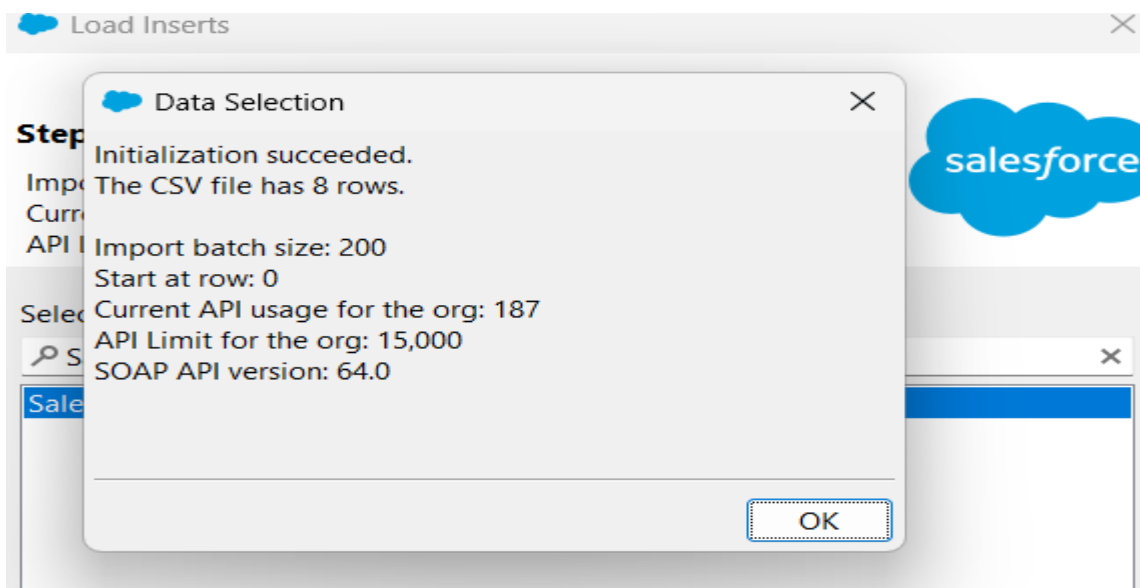 Load Inserts
Data Selection
Step
Initialization succeeded.
The CSV file has 8 rows.
Import batch size: 200
Start at row: 0
Current API usage for the org: 187
API Limit for the org: 15,000
SOAP API version: 64.0
API
salesforce
OK